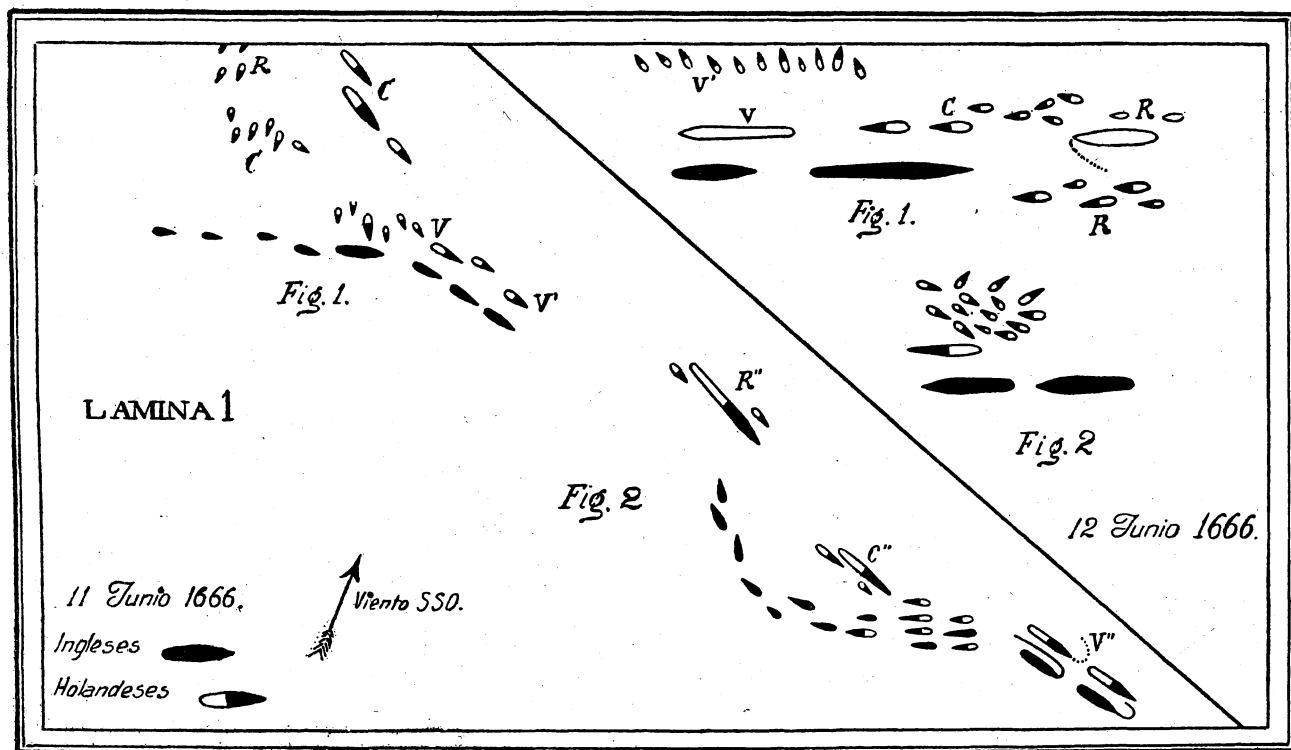 R
C
C
V
V'
Fig. 1.
LAMINA 1
R"
Fig. 2
C"
V"
11 Junio 1666.
Viento SSO.
Ingleses
Holandeses
V'
V
C
R
R
Fig. 1.
Fig. 2
12 Junio 1666.